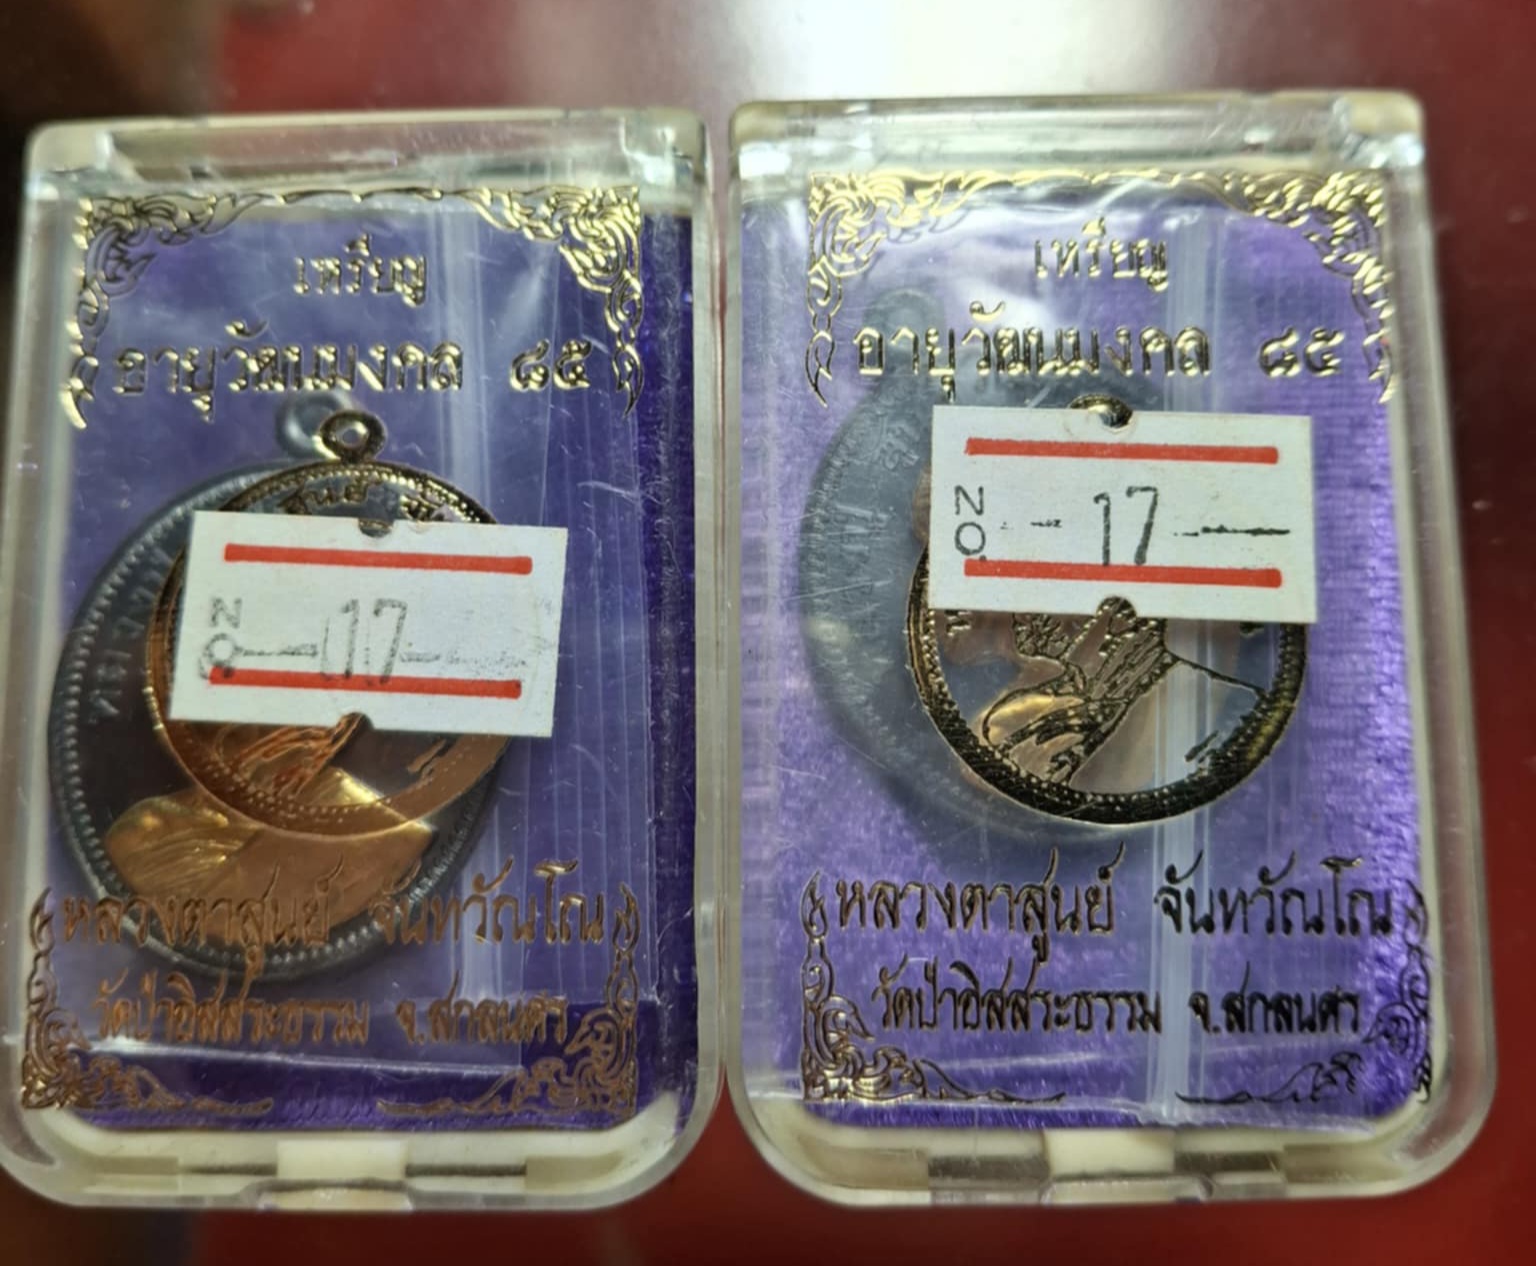 เหรียญ
อายุวัฒนมงคล ๘๕
NO. 17
หลวงตาสูนย์ จันทวัณโณ
วัดป่าอิสสระธรรม จ.สกลนคร
เหรียญ
อายุวัฒนมงคล ๘๕
NO. 17
หลวงตาสูนย์ จันทวัณโณ
วัดป่าอิสสระธรรม จ.สกลนคร